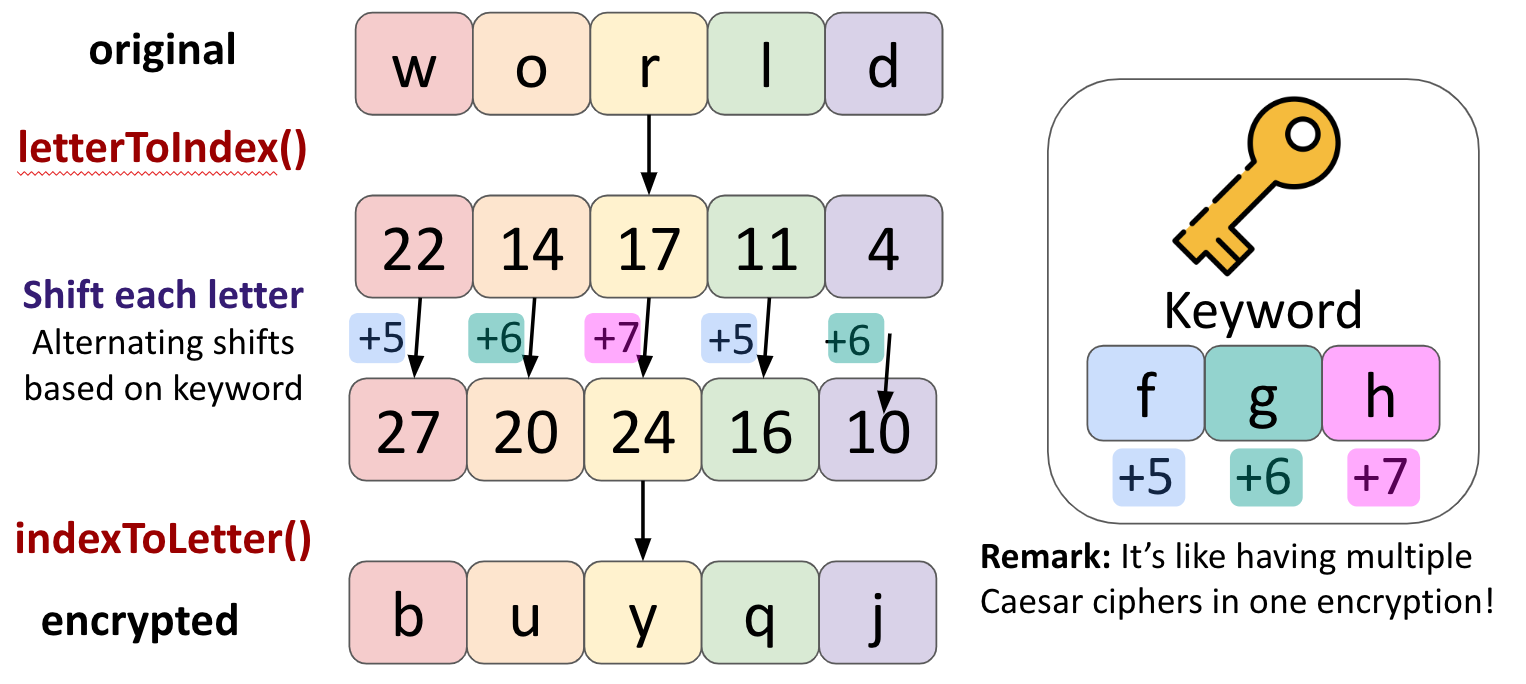 original
w o r l d
letterToIndex()
22 14 17 11 4
Shift each letter
Alternating shifts
based on keyword
+5 +6 +7 +5 +6
27 20 24 16 10
indexToLetter()
encrypted
b u y q j
Keyword
f g h
+5 +6 +7
Remark: It’s like having multiple
Caesar ciphers in one encryption!